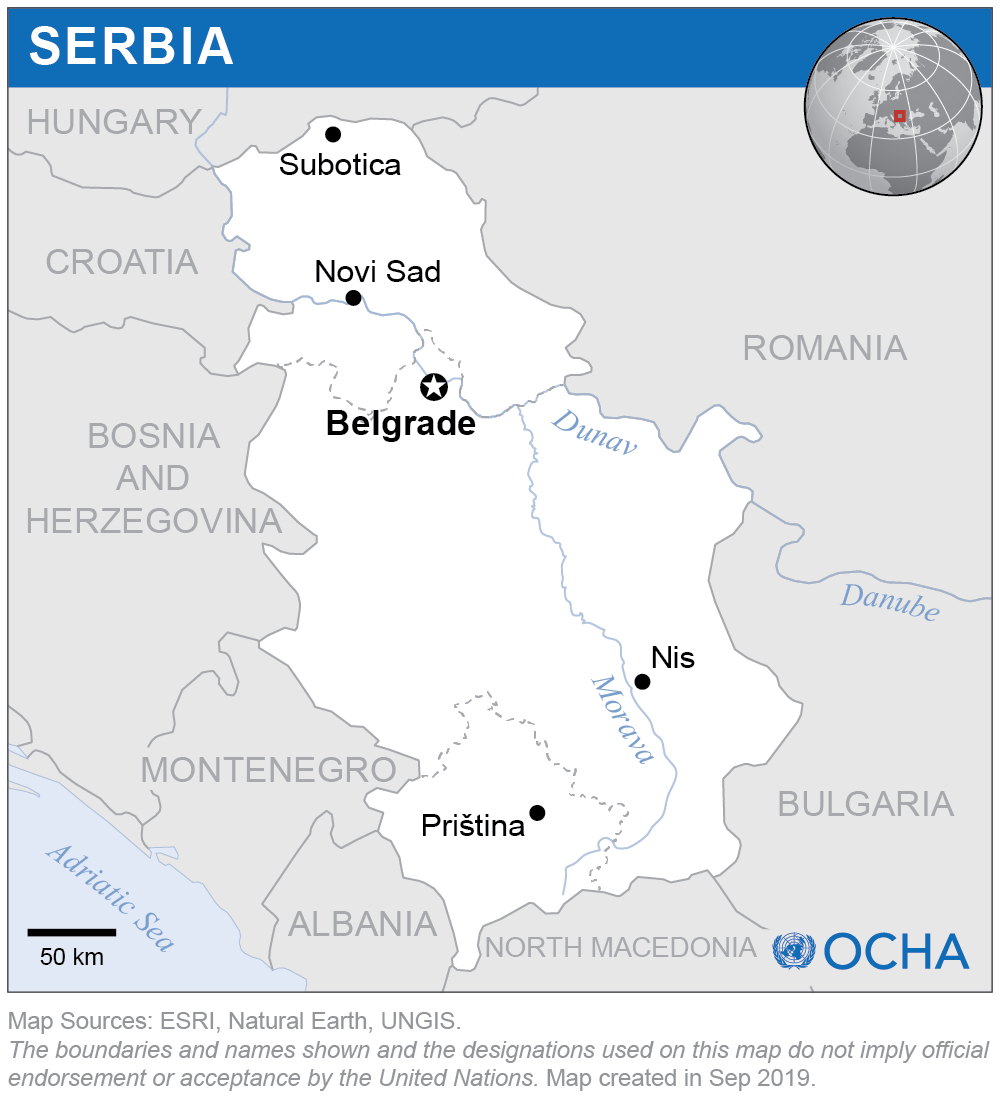 SERBIA
HUNGARY
Subotica
CROATIA
Novi Sad
ROMANIA
Belgrade
Dunav
BOSNIA
AND
HERZEGOVINA
Danube
Nis
Morava
MONTENEGRO
BULGARIA
Priština
Adriatic Sea
ALBANIA
NORTH MACEDONIA
OCHA
50 km
Map Sources: ESRI, Natural Earth, UNGIS.
The boundaries and names shown and the designations used on this map do not imply official
endorsement or acceptance by the United Nations. Map created in Sep 2019.